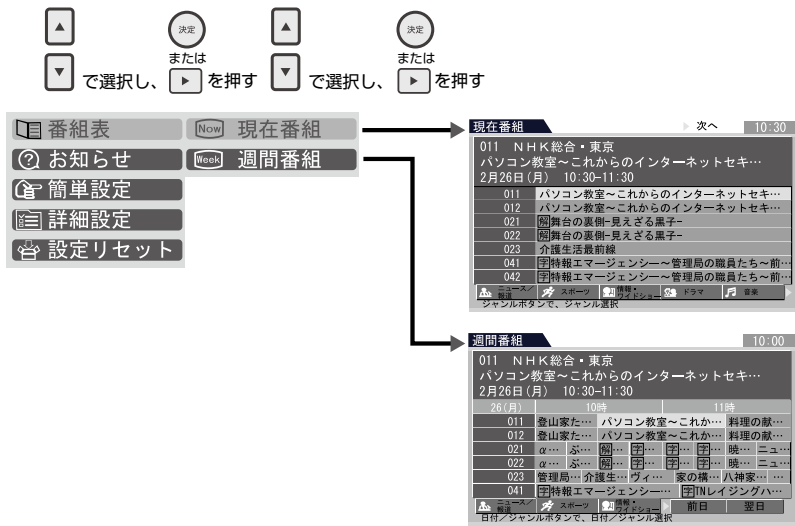 決定 決定
または または
で選択し、 を押す で選択し、 を押す
番組表
お知らせ
簡単設定
詳細設定
設定リセット
Now 現在番組
Week 週間番組
現在番組 次へ 10:30
011 NHK総合・東京
パソコン教室~これからのインターネットセキ…
2月26日(月) 10:30-11:30
011 パソコン教室~これからのインターネットセキ…
012 パソコン教室~これからのインターネットセキ…
021 解舞台の裏側-見えざる黒子-
022 解舞台の裏側-見えざる黒子-
023 介護生活最前線
041 字特報エマージェンシー~管理局の職員たち~前…
042 字特報エマージェンシー~管理局の職員たち~前…
ニュース/報道 スポーツ 情報・ワイドショー ドラマ 音楽
ジャンルボタンで、ジャンル選択
週間番組 10:00
011 NHK総合・東京
パソコン教室~これからのインターネットセキ…
2月26日(月) 10:30-11:30
26(月) 10時 11時
011 登山家た… パソコン教室~これか… 料理の献…
012 登山家た… パソコン教室~これか… 料理の献…
021 α… ぶ… 解… 字… 字… 字… 暁… ニュ…
022 α… ぶ… 解… 字… 字… 字… 暁… ニュ…
023 管理局… 介護生… ヴィ… 家の構… 八神家… …
041 字特報エマージェンシー… 字TNレイジングハ…
ニュース/報道 スポーツ 情報・ワイドショー 前日 翌日
日付/ジャンルボタンで、日付/ジャンル選択